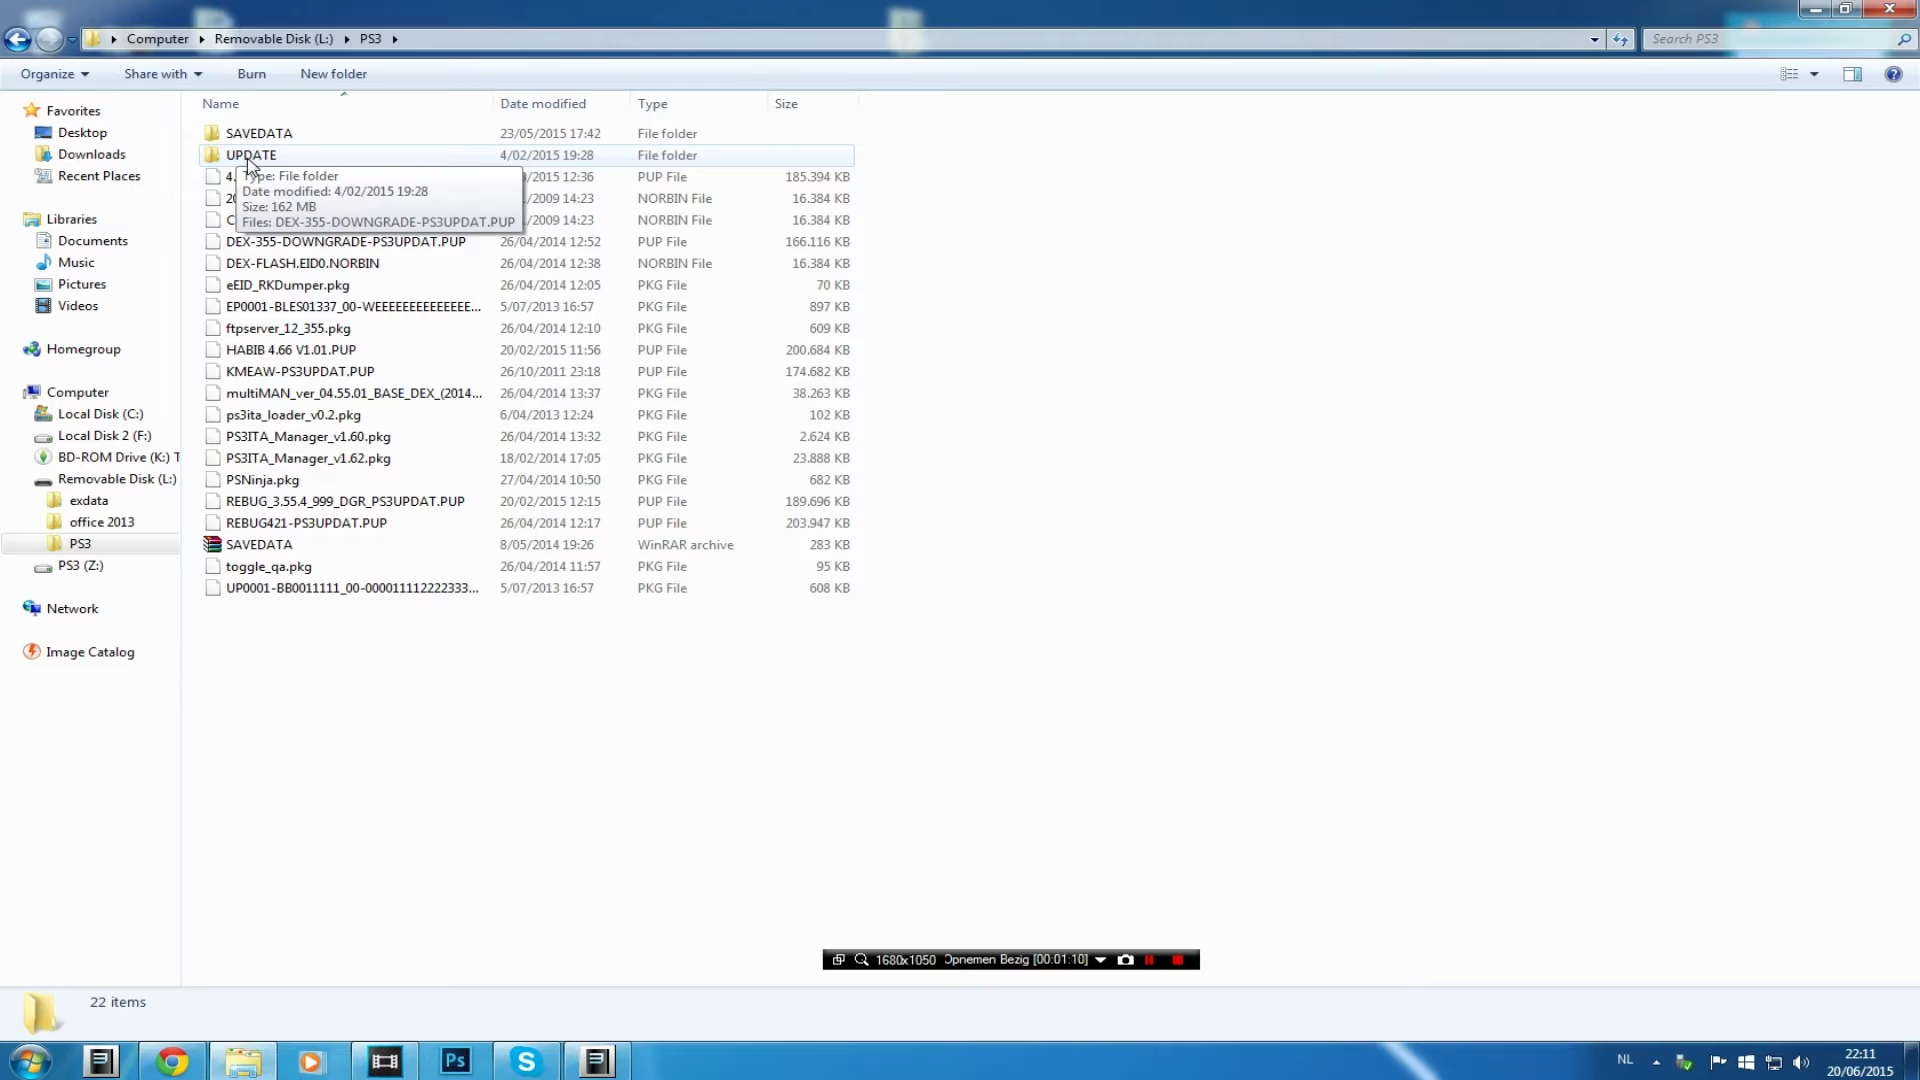 Computer Removable Disk (L:) PS3
Search PS3
Organize Share with Burn New folder
Name Date modified Type Size
Favorites
Desktop
Downloads
Recent Places
Libraries
Documents
Music
Pictures
Videos
Homegroup
Computer
Local Disk (C:)
Local Disk 2 (F:)
BD-ROM Drive (K:) T
Removable Disk (L:)
exdata
office 2013
PS3
PS3 (Z:)
Network
Image Catalog
SAVEDATA 23/05/2015 17:42 File folder
UPDATE 4/02/2015 19:28 File folder
4. /2015 12:36 PUP File 185.394 KB
20 /2009 14:23 NORBIN File 16.384 KB
C /2009 14:23 NORBIN File 16.384 KB
Type: File folder
Date modified: 4/02/2015 19:28
Size: 162 MB
Files: DEX-355-DOWNGRADE-PS3UPDAT.PUP
DEX-355-DOWNGRADE-PS3UPDAT.PUP 26/04/2014 12:52 PUP File 166.116 KB
DEX-FLASH.EID0.NORBIN 26/04/2014 12:38 NORBIN File 16.384 KB
eEID_RKDumper.pkg 26/04/2014 12:05 PKG File 70 KB
EP0001-BLES01337_00-WEEEEEEEEEEEEEE... 5/07/2013 16:57 PKG File 897 KB
ftpserver_12_355.pkg 26/04/2014 12:10 PKG File 609 KB
HABIB 4.66 V1.01.PUP 20/02/2015 11:56 PUP File 200.684 KB
KMEAW-PS3UPDAT.PUP 26/10/2011 23:18 PUP File 174.682 KB
multiMAN_ver_04.55.01_BASE_DEX_(2014... 26/04/2014 13:37 PKG File 38.263 KB
ps3ita_loader_v0.2.pkg 6/04/2013 12:24 PKG File 102 KB
PS3ITA_Manager_v1.60.pkg 26/04/2014 13:32 PKG File 2.624 KB
PS3ITA_Manager_v1.62.pkg 18/02/2014 17:05 PKG File 23.888 KB
PSNinja.pkg 27/04/2014 10:50 PKG File 682 KB
REBUG_3.55.4_999_DGR_PS3UPDAT.PUP 20/02/2015 12:15 PUP File 189.696 KB
REBUG421-PS3UPDAT.PUP 26/04/2014 12:17 PUP File 203.947 KB
SAVEDATA 8/05/2014 19:26 WinRAR archive 283 KB
toggle_qa.pkg 26/04/2014 11:57 PKG File 95 KB
UP0001-BB0011111_00-000011112222333... 5/07/2013 16:57 PKG File 608 KB
1680x1050 Opnemen Bezig [00:01:10]
22 items
Ps
NL
22:11
20/06/2015